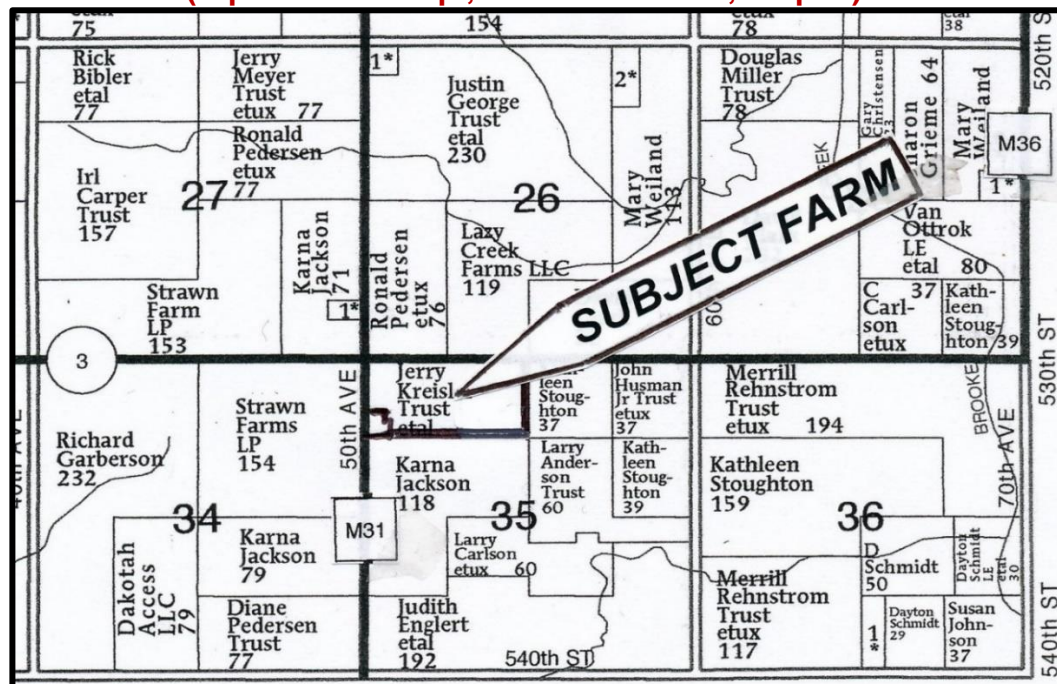 75
154
78
38
520th S
Rick
Bibler
etal
77
Jerry
Meyer
Trust
etux 77
1*
Justin
George
Trust
etal
230
2*
Douglas
Miller
Trust
78
Gary
Christensen
Grieme 64
Mary
Weiland
M36
1*
Ronald
Pedersen
etux
77
Irl
Carper
Trust
157
27
26
Mary
Weiland
113
Karna
Jackson
71
1*
Ronald
Pedersen
etux
76
Lazy
Creek
Farms LLC
119
SUBJECT FARM
60
Van
Ottrok
LE
etal 80
C 37
Carl-
son
etux
Kath-
leen
Stoug-
hton 39
Strawn
Farm
LP
153
3
530th ST
50th AVE
Jerry
Kreisl
Trust
etal
leen
Stoug-
hton
37
John
Husman
Jr Trust
etux
37
Merrill
Rehnstrom
Trust
etux 194
BROOKE
70th AVE
Richard
Garberson
232
Strawn
Farms
LP
154
Karna
Jackson
118
Larry
Ander-
son
Trust
60
Kath-
leen
Stoug-
hton
39
Kathleen
Stoughton
159
34
M31
35
36
Karna
Jackson
79
Larry
Carlson
etux 60
D
Schmidt
50
Dayton
Schmidt
LE
etal
30
Dakotah
Access
LLC
79
Diane
Pedersen
Trust
77
Judith
Englert
etal
192
540th ST
Merrill
Rehnstrom
Trust
etux
117
1
*
Dayton
Schmidt
29
Susan
John-
son
37
540th ST